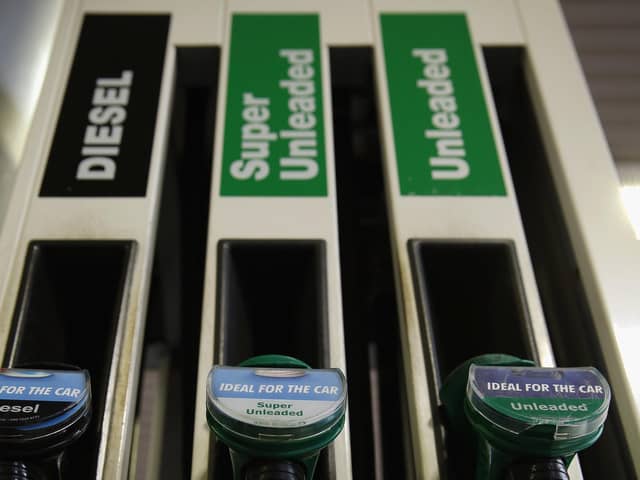 DIESEL
Super
Unleaded
Unleaded
FOR THE CAR
esel
IDEAL FOR THE CAR
Super
Unleaded
IDEAL FOR THE CAR
Unleaded